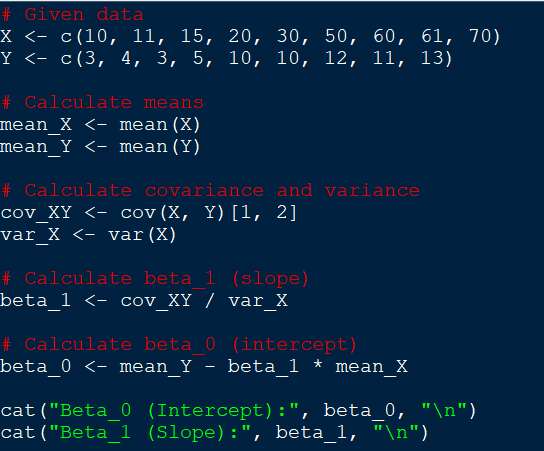 # Given data
X <- c(10, 11, 15, 20, 30, 50, 60, 61, 70)
Y <- c(3, 4, 3, 5, 10, 10, 12, 11, 13)
# Calculate means
mean_X <- mean(X)
mean_Y <- mean(Y)
# Calculate covariance and variance
cov_XY <- cov(X, Y)[1, 2]
var_X <- var(X)
# Calculate beta_1 (slope)
beta_1 <- cov_XY / var_X
# Calculate beta_0 (intercept)
beta_0 <- mean_Y - beta_1 * mean_X
cat("Beta_0 (Intercept):", beta_0, "\n")
cat("Beta_1 (Slope):", beta_1, "\n")